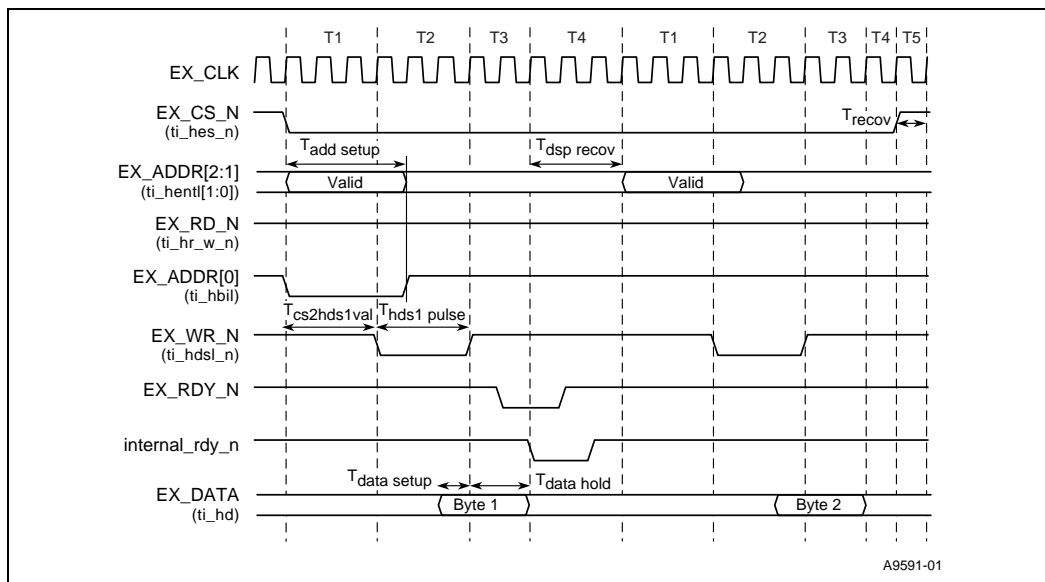 T1 T2 T3 T4 T1 T2 T3 T4 T5
EX_CLK
EX_CS_N
(ti_hes_n)
Trecov
Tadd setup
Tdsp recov
EX_ADDR[2:1]
(ti_hentl[1:0])
Valid
Valid
EX_RD_N
(ti_hr_w_n)
EX_ADDR[0]
(ti_hbil)
Tcs2hds1val
Thds1 pulse
EX_WR_N
(ti_hdsl_n)
EX_RDY_N
internal_rdy_n
Tdata setup
Tdata hold
EX_DATA
(ti_hd)
Byte 1
Byte 2
A9591-01